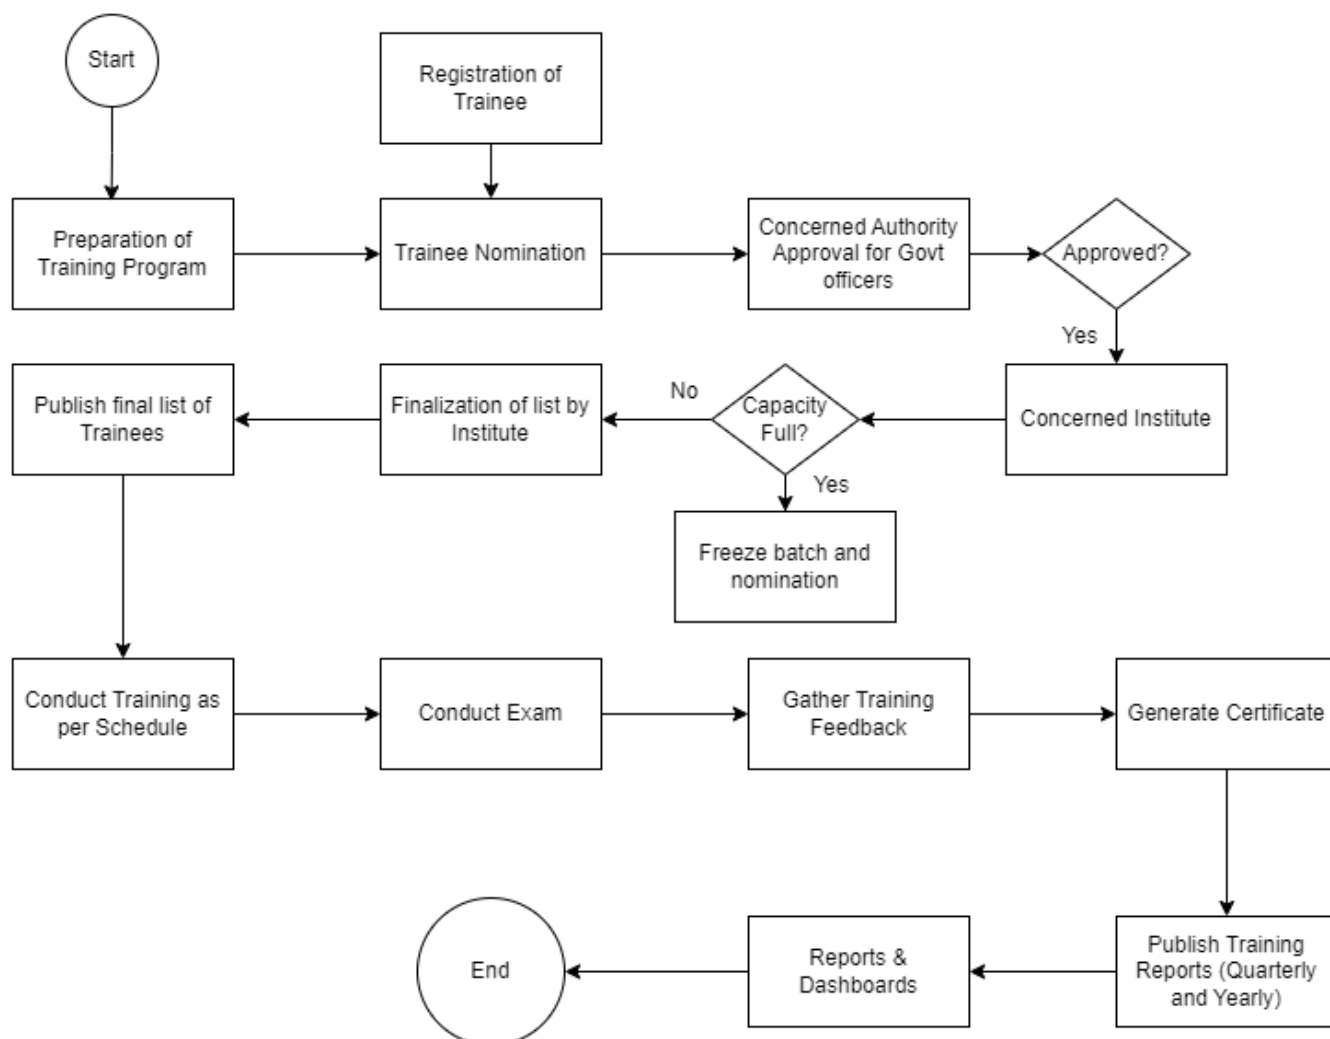 Start
Registration of
Trainee
Preparation of
Training Program
Trainee Nomination
Concerned Authority
Approval for Govt
officers
Approved?
Yes
Publish final list of
Trainees
Finalization of list by
Institute
No
Capacity
Full?
Concerned Institute
Yes
Freeze batch and
nomination
Conduct Training as
per Schedule
Conduct Exam
Gather Training
Feedback
Generate Certificate
End
Reports &
Dashboards
Publish Training
Reports (Quarterly
and Yearly)